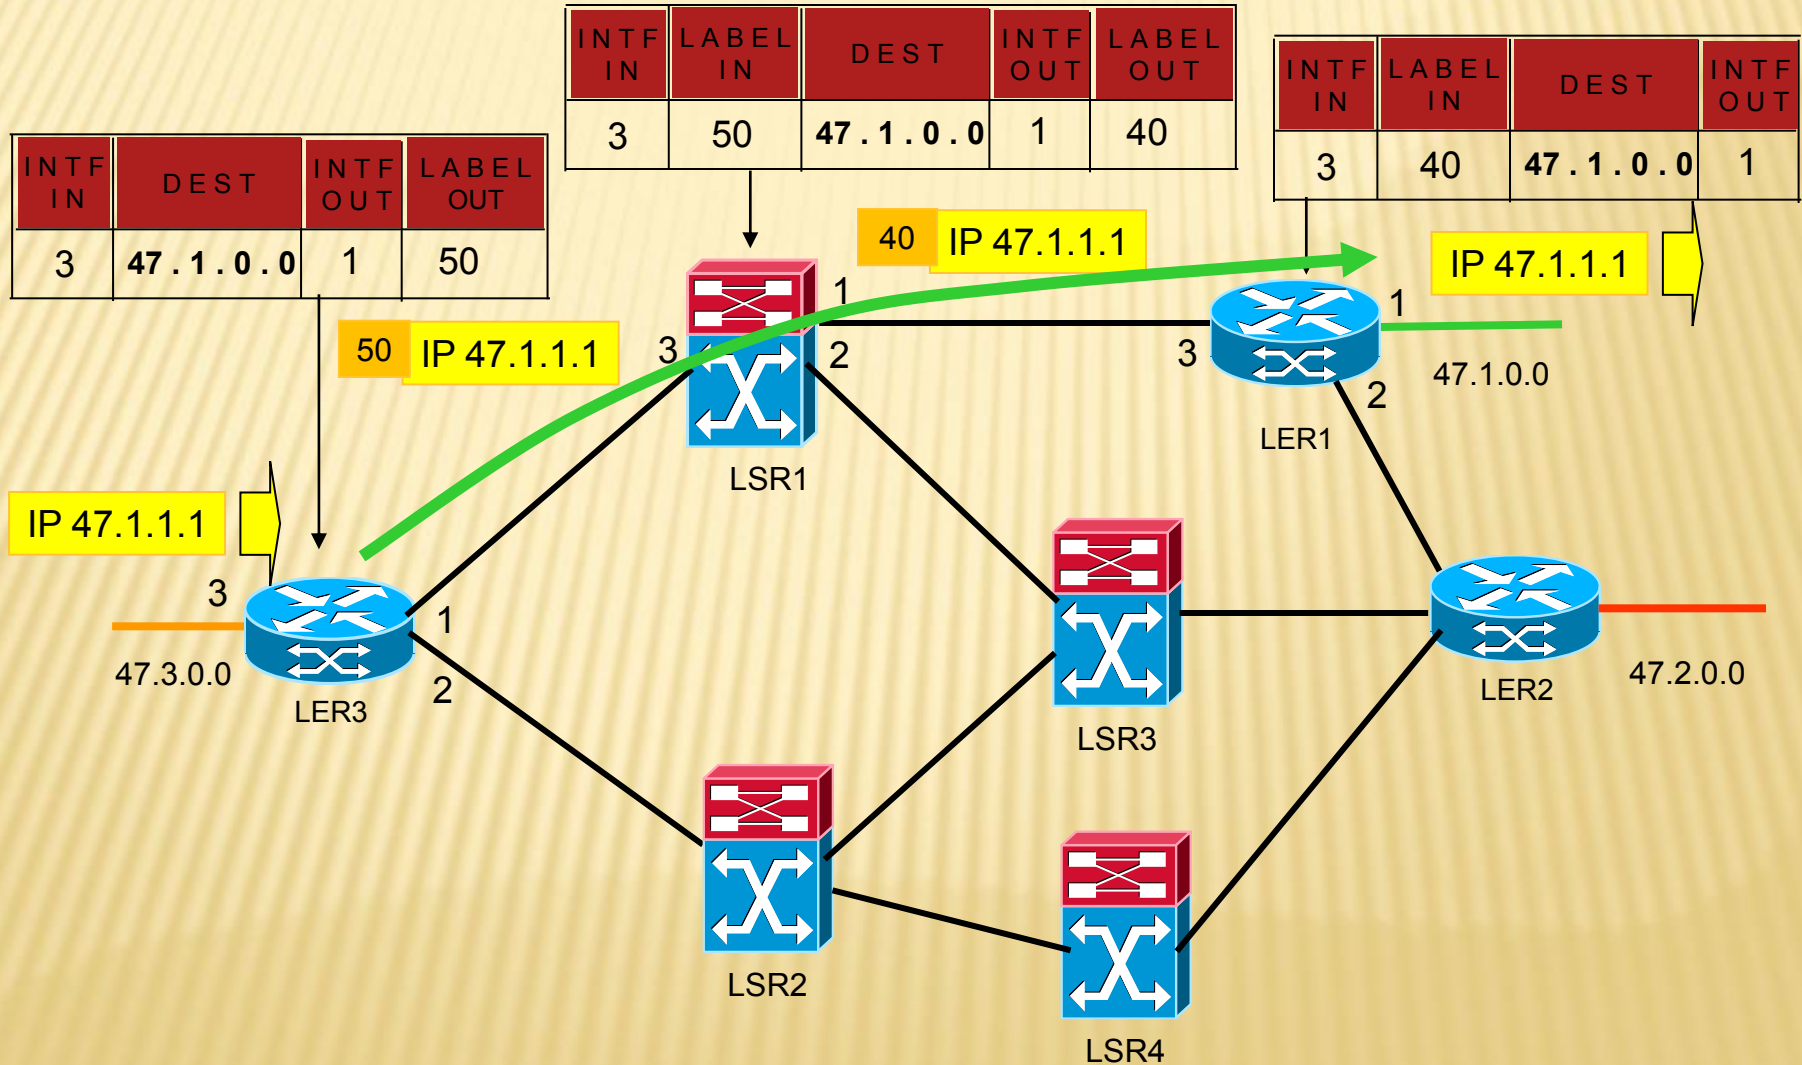 INTF IN LABEL IN DEST INTF OUT LABEL OUT
3 50 47.1.0.0 1 40
INTF IN LABEL IN DEST INTF OUT
3 40 47.1.0.0 1
INTF IN DEST INTF OUT LABEL OUT
3 47.1.0.0 1 50
40 IP 47.1.1.1
IP 47.1.1.1
50 IP 47.1.1.1
1
3 2
LSR1
1
3
47.1.0.0
2
LER1
IP 47.1.1.1
3
1
47.3.0.0
2
LER3
LSR3
47.2.0.0
LER2
LSR2
LSR4